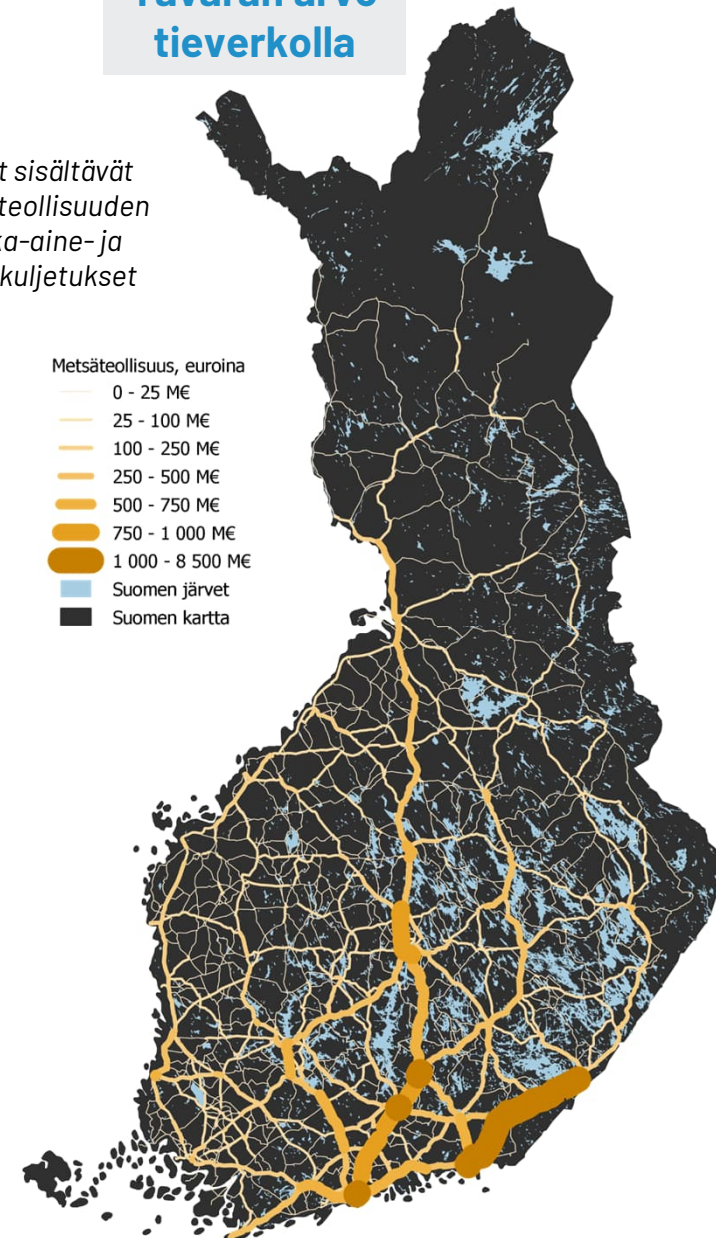 tieverkolla
t sisältävät
teollisuuden
ka-aine- ja
kuljetukset
Metsäteollisuus, euroina
0 - 25 M€
25 - 100 M€
100 - 250 M€
250 - 500 M€
500 - 750 M€
750 - 1 000 M€
1 000 - 8 500 M€
Suomen järvet
Suomen kartta